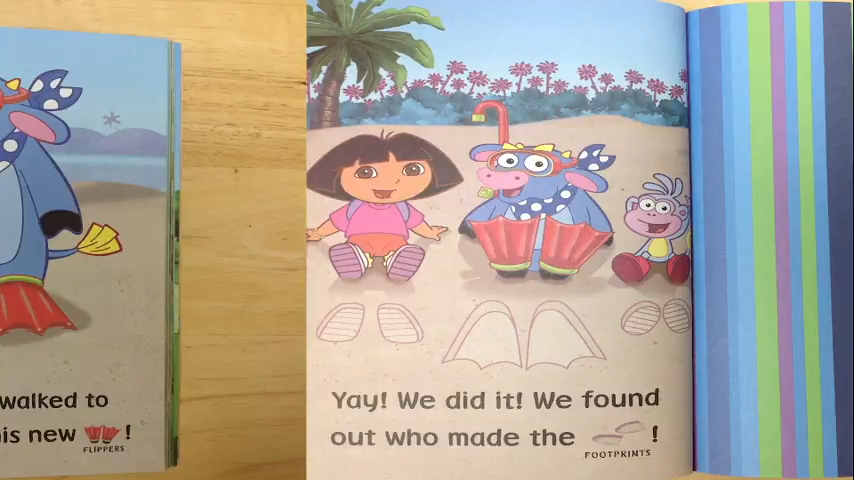 walked to
is new !
FLIPPERS
Yay! We did it! We found
out who made the !
FOOTPRINTS